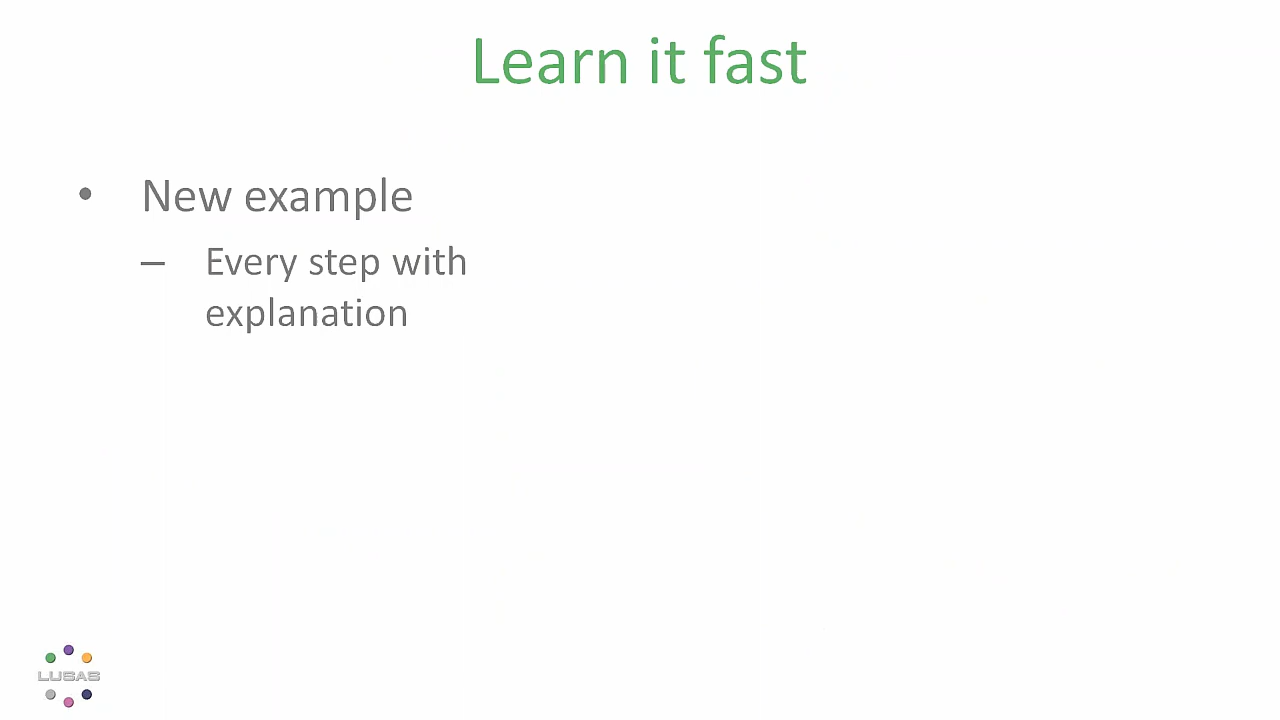 Learn it fast
• New example
– Every step with
explanation
LUSAS